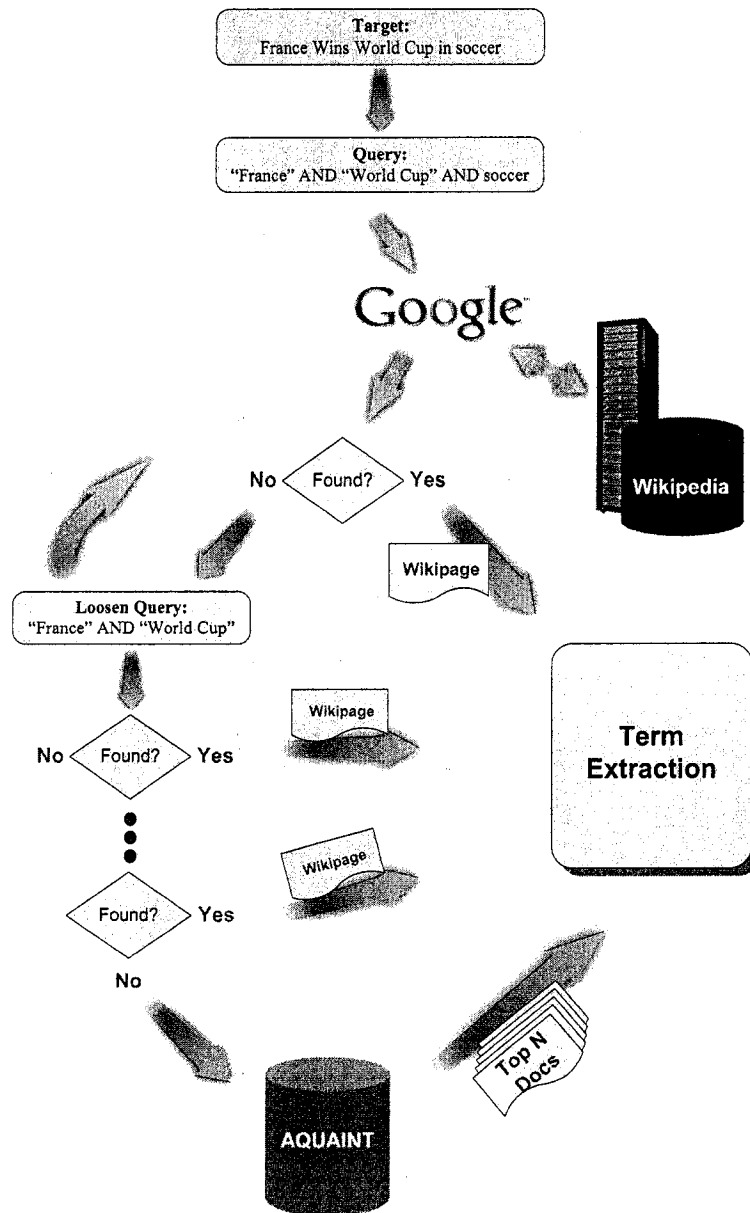 Target:
France Wins World Cup in soccer
Query:
“France” AND “World Cup” AND soccer
Google™
Wikipedia
No
Found?
Yes
Wikipage
Loosen Query:
“France” AND “World Cup”
Wikipage
No
Found?
Yes
Term
Extraction
Wikipage
Found?
Yes
No
Top N
Docs
AQUAINT